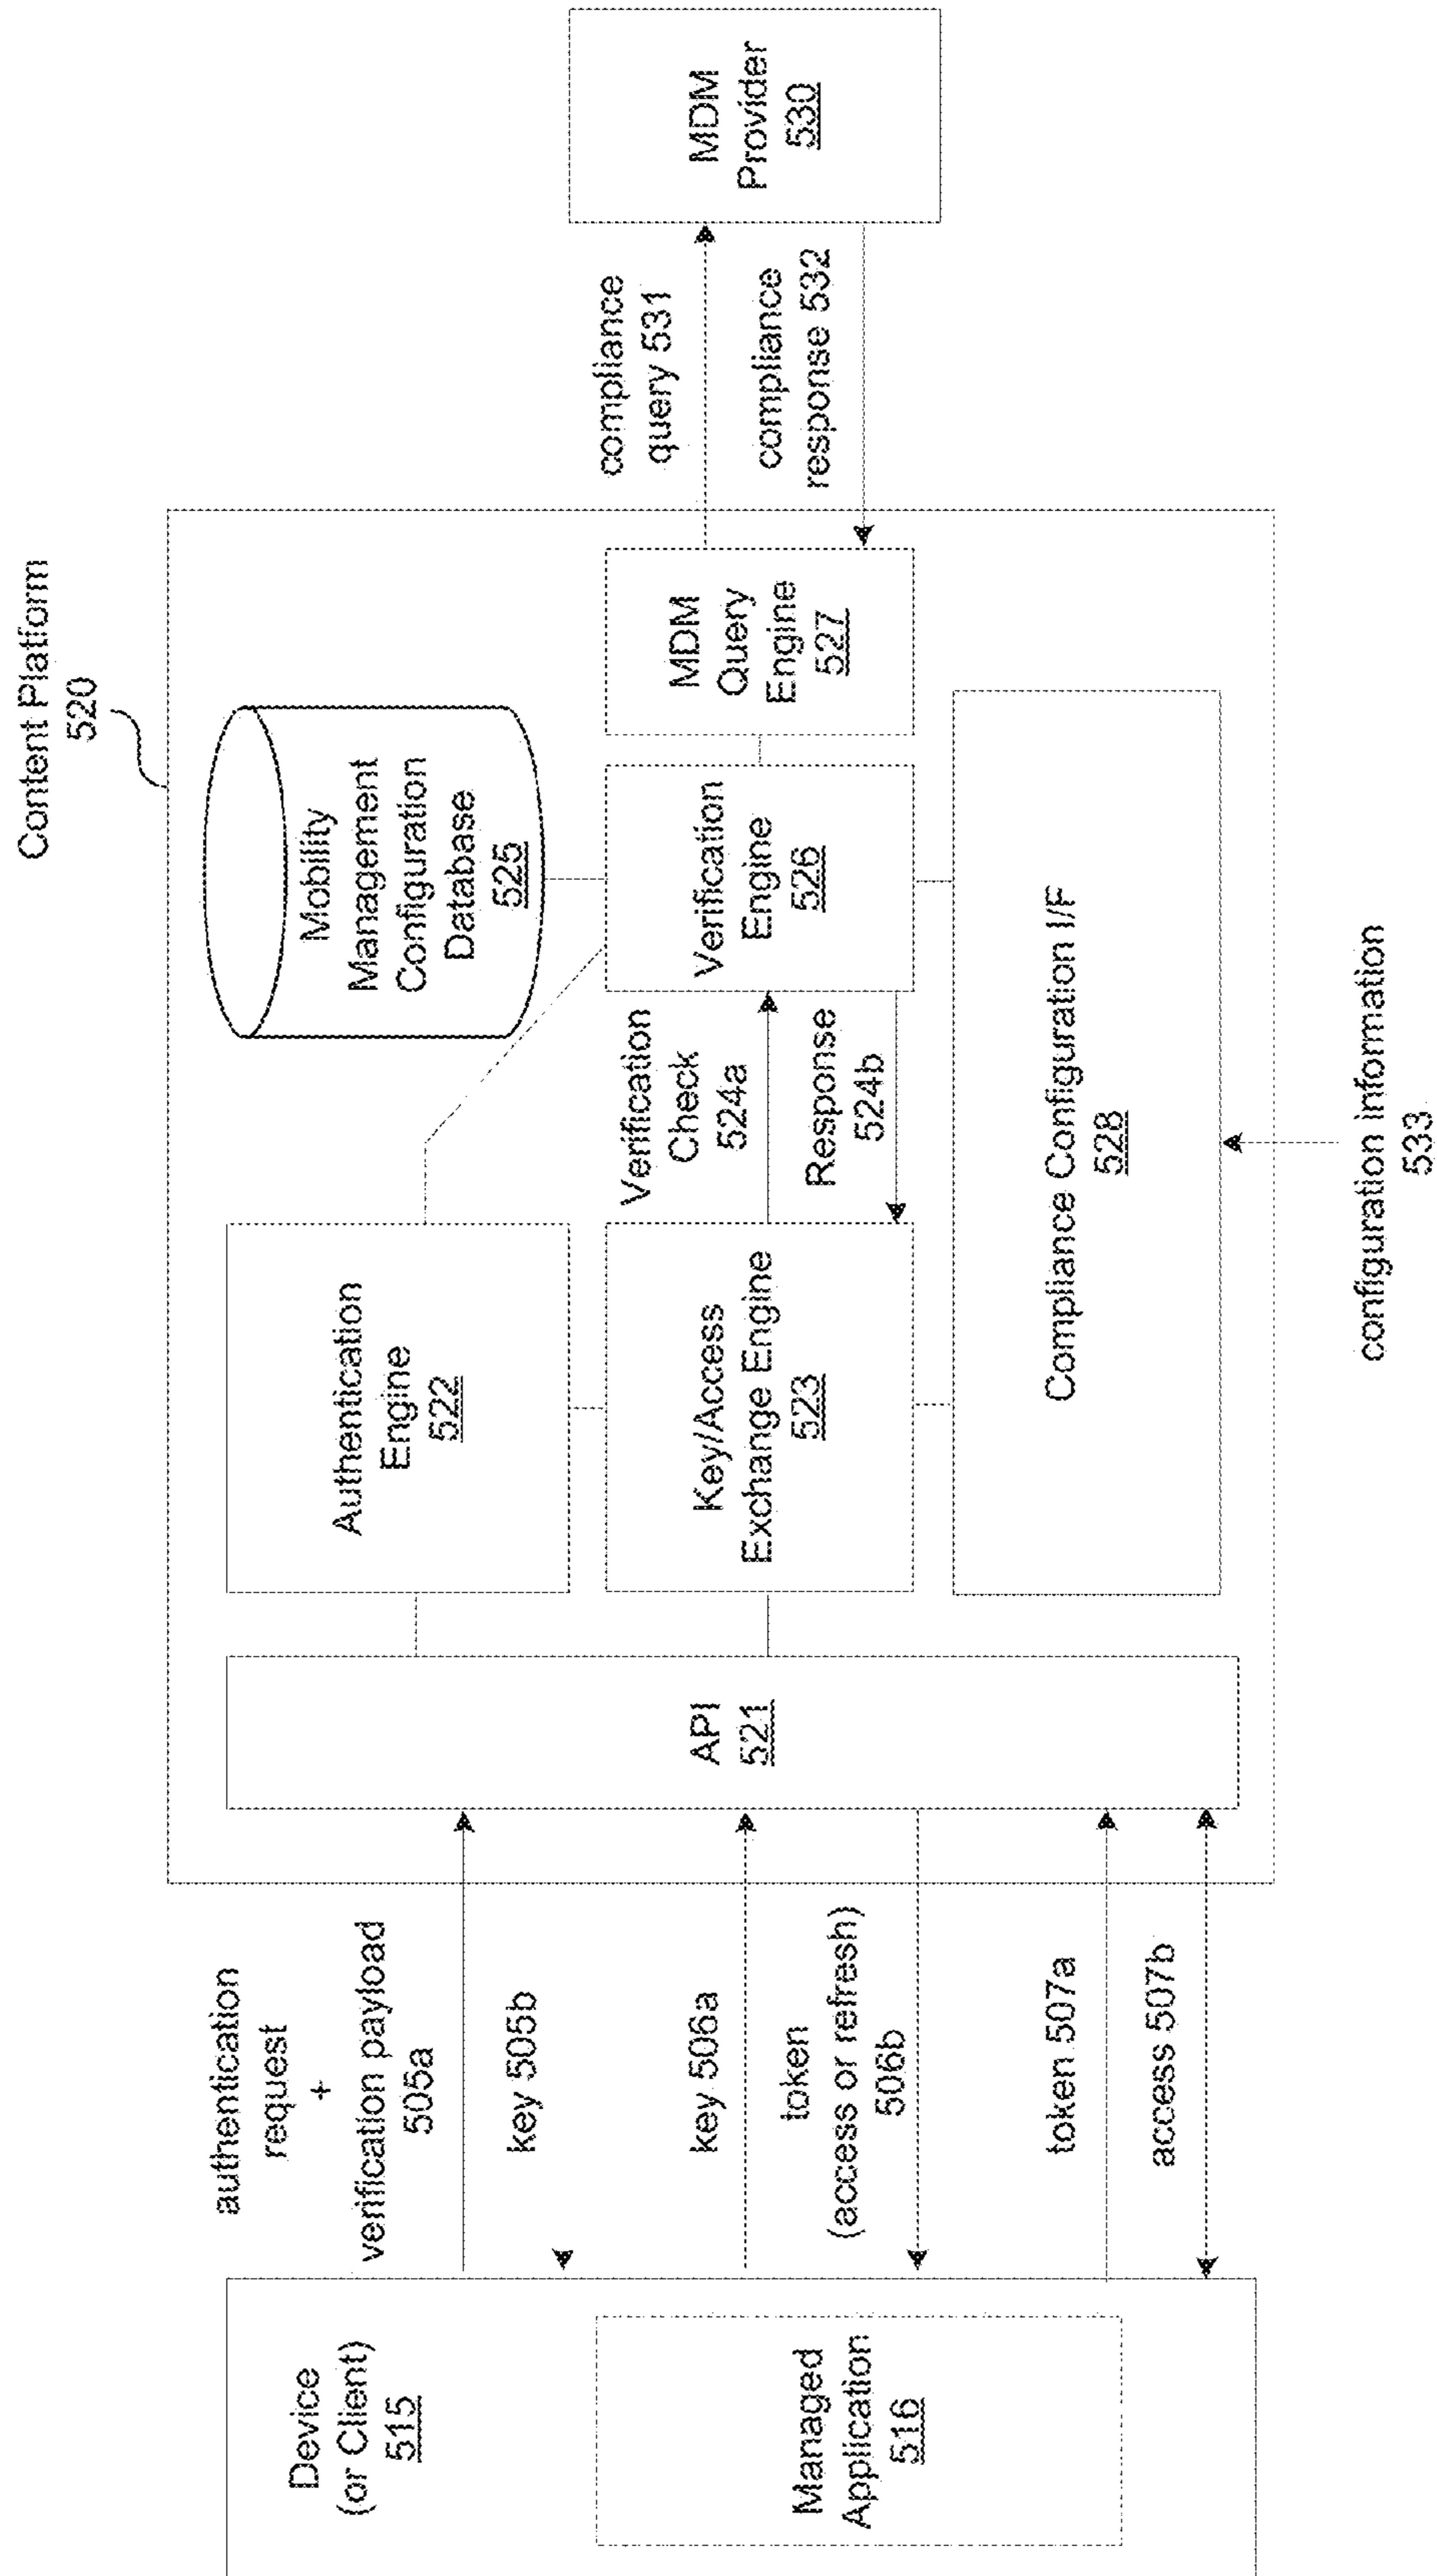 Content Platform
520
Device
(or Client)
515
Managed
Application
516
authentication
request
+
verification payload
505a
key 505b
key 506a
token
(access or refresh)
506b
token 507a
access 507b
API
521
Authentication
Engine
522
Key/Access
Exchange Engine
523
Verification
Check
524a
Response
524b
Mobility
Management
Configuration
Database
525
Verification
Engine
526
MDM
Query
Engine
527
Compliance Configuration I/F
528
configuration information
533
compliance
query 531
compliance
response 532
MDM
Provider
530